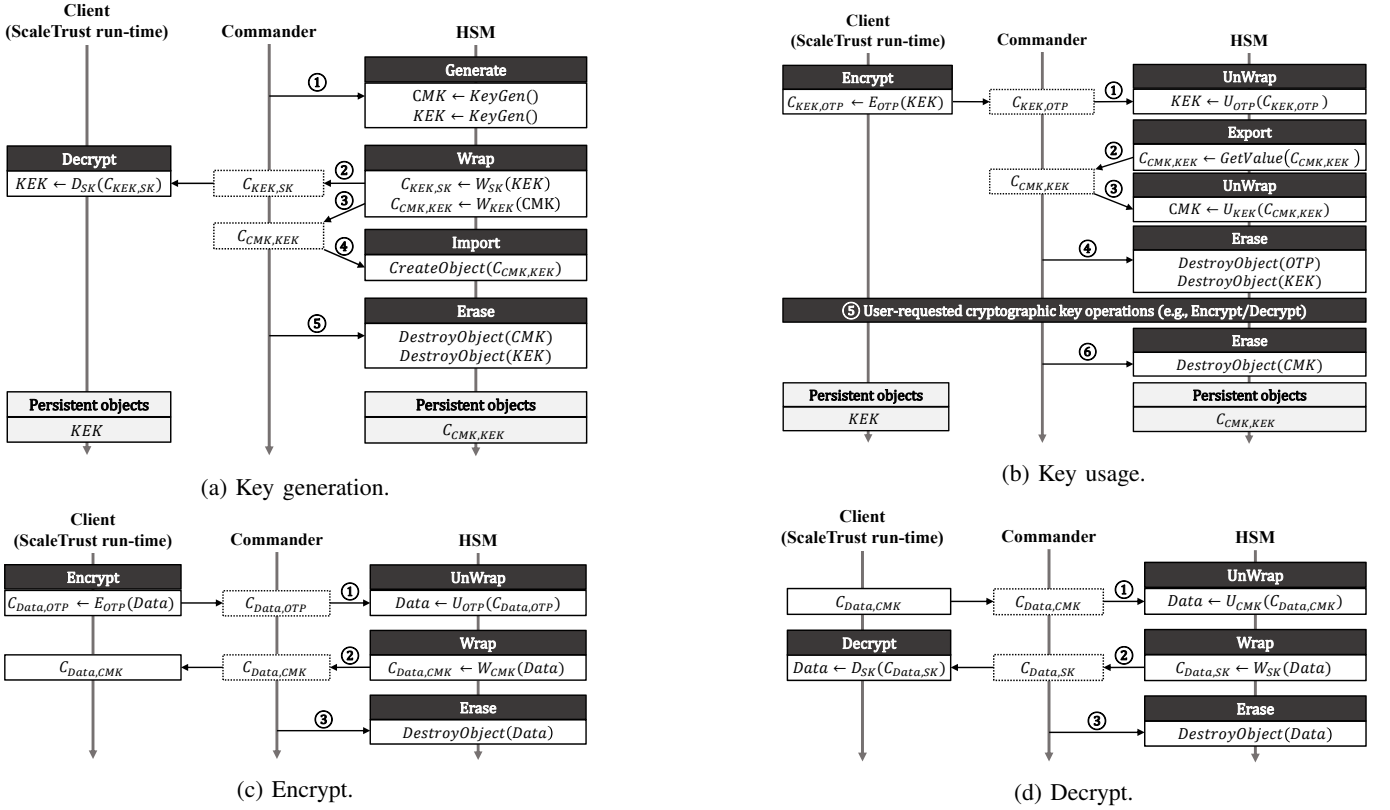 Client
(ScaleTrust run-time)
Commander
HSM
①
Generate
CMK ← KeyGen()
KEK ← KeyGen()
Decrypt
KEK ← D_SK(C_KEK,SK)
C_KEK,SK
②
Wrap
C_KEK,SK ← W_SK(KEK)
C_CMK,KEK ← W_KEK(CMK)
③
C_CMK,KEK
④
Import
CreateObject(C_CMK,KEK)
⑤
Erase
DestroyObject(CMK)
DestroyObject(KEK)
Persistent objects
KEK
Persistent objects
C_CMK,KEK
(a) Key generation.
Client
(ScaleTrust run-time)
Commander
HSM
Encrypt
C_KEK,OTP ← E_OTP(KEK)
C_KEK,OTP
①
UnWrap
KEK ← U_OTP(C_KEK,OTP)
②
Export
C_CMK,KEK ← GetValue(C_CMK,KEK)
C_CMK,KEK
③
UnWrap
CMK ← U_KEK(C_CMK,KEK)
④
Erase
DestroyObject(OTP)
DestroyObject(KEK)
⑤ User-requested cryptographic key operations (e.g., Encrypt/Decrypt)
⑥
Erase
DestroyObject(CMK)
Persistent objects
KEK
Persistent objects
C_CMK,KEK
(b) Key usage.
Client
(ScaleTrust run-time)
Commander
HSM
Encrypt
C_Data,OTP ← E_OTP(Data)
C_Data,OTP
①
UnWrap
Data ← U_OTP(C_Data,OTP)
C_Data,CMK
C_Data,CMK
②
Wrap
C_Data,CMK ← W_CMK(Data)
③
Erase
DestroyObject(Data)
(c) Encrypt.
Client
(ScaleTrust run-time)
Commander
HSM
C_Data,CMK
C_Data,CMK
①
UnWrap
Data ← U_CMK(C_Data,CMK)
Decrypt
Data ← D_SK(C_Data,SK)
C_Data,SK
②
Wrap
C_Data,SK ← W_SK(Data)
③
Erase
DestroyObject(Data)
(d) Decrypt.